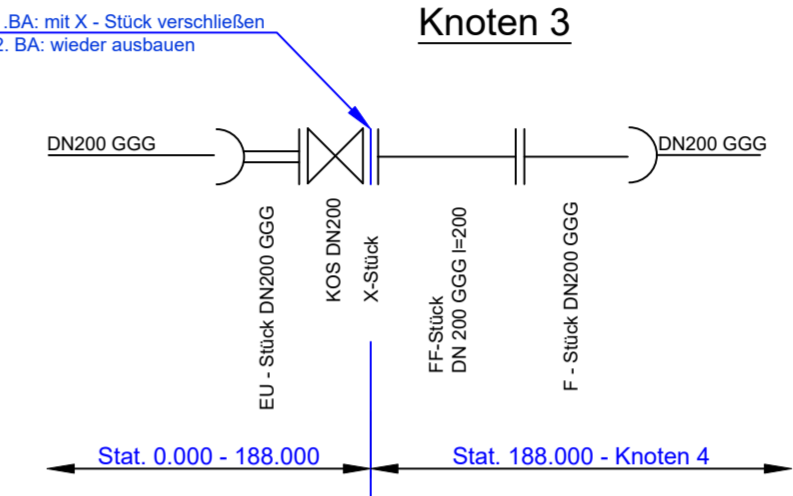 .BA: mit X - Stück verschließen
2. BA: wieder ausbauen
Knoten 3
DN200 GGG
DN200 GGG
EU - Stück DN200 GGG
KOS DN200
X-Stück
FF-Stück
DN 200 GGG l=200
F - Stück DN200 GGG
Stat. 0.000 - 188.000
Stat. 188.000 - Knoten 4